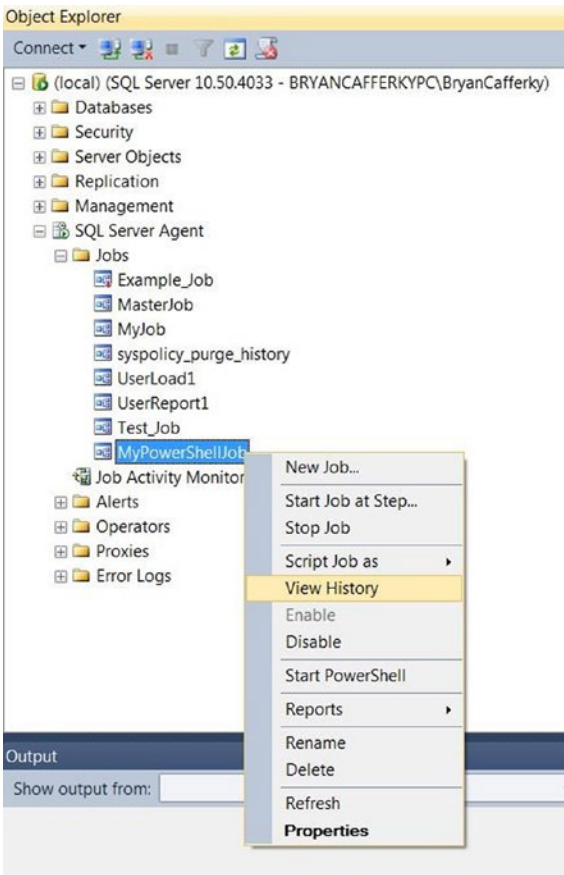 Object Explorer
Connect
(local) (SQL Server 10.50.4033 - BRYANCAFFERKYPC\BryanCafferky)
Databases
Security
Server Objects
Replication
Management
SQL Server Agent
Jobs
Example_Job
MasterJob
MyJob
syspolicy_purge_history
UserLoad1
UserReport1
Test_Job
MyPowerShellJob
Job Activity Monitor
Alerts
Operators
Proxies
Error Logs
New Job...
Start Job at Step...
Stop Job
Script Job as
View History
Enable
Disable
Start PowerShell
Reports
Rename
Delete
Refresh
Properties
Output
Show output from: